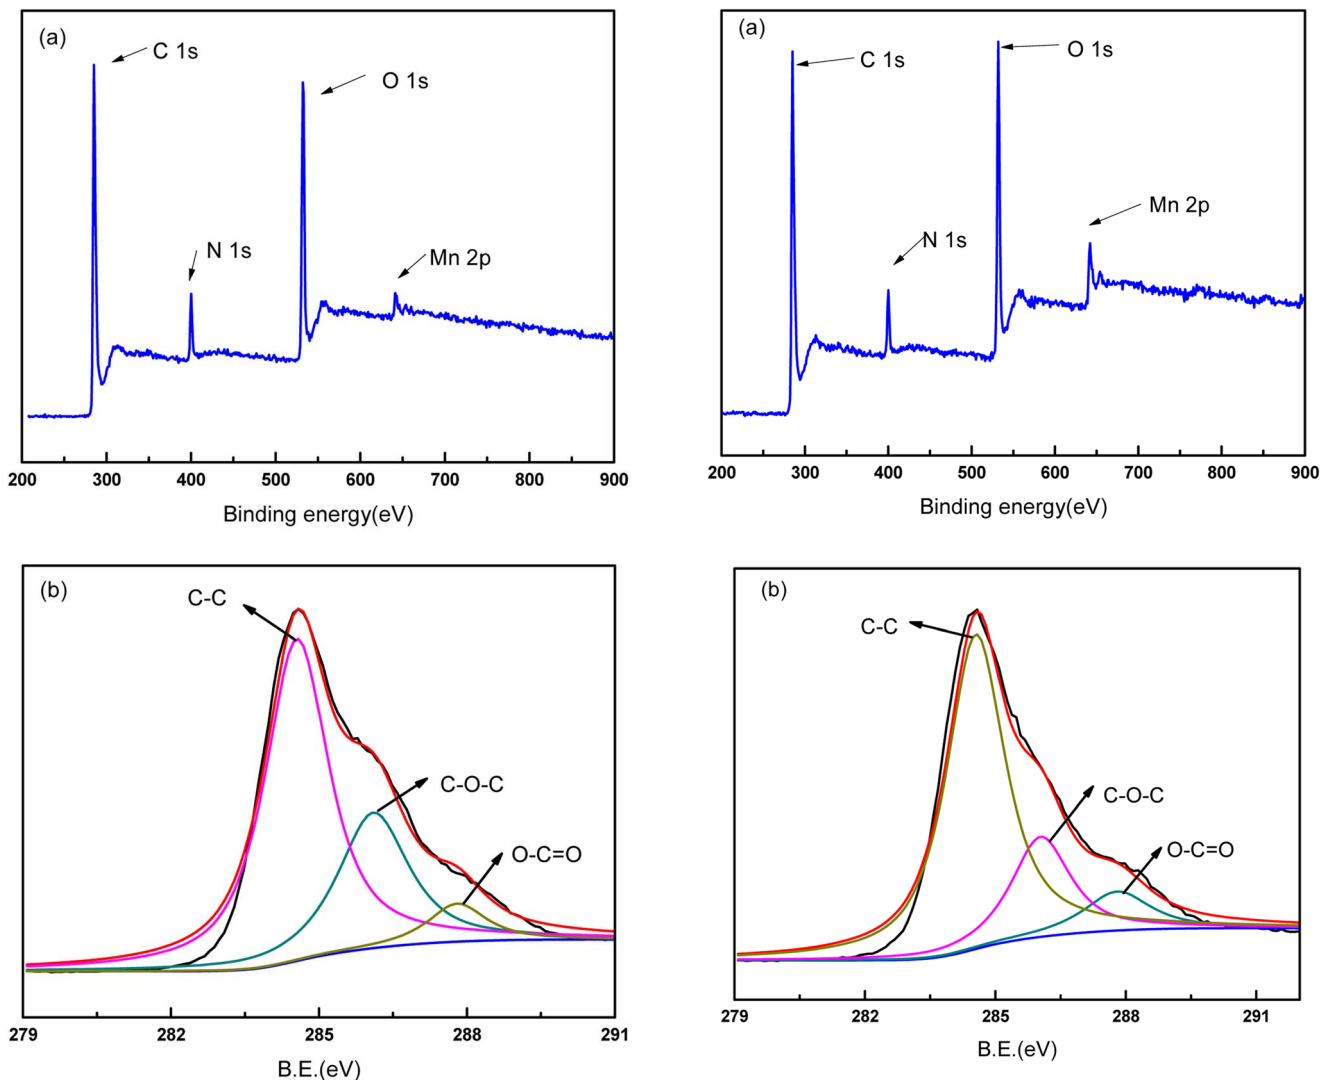 (a)
C 1s
O 1s
N 1s
Mn 2p
200 300 400 500 600 700 800 900
Binding energy(eV)
(a)
O 1s
C 1s
Mn 2p
N 1s
200 300 400 500 600 700 800 900
Binding energy(eV)
(b)
C-C
C-O-C
O-C=O
279 282 285 288 291
B.E.(eV)
(b)
C-C
C-O-C
O-C=O
279 282 285 288 291
B.E.(eV)